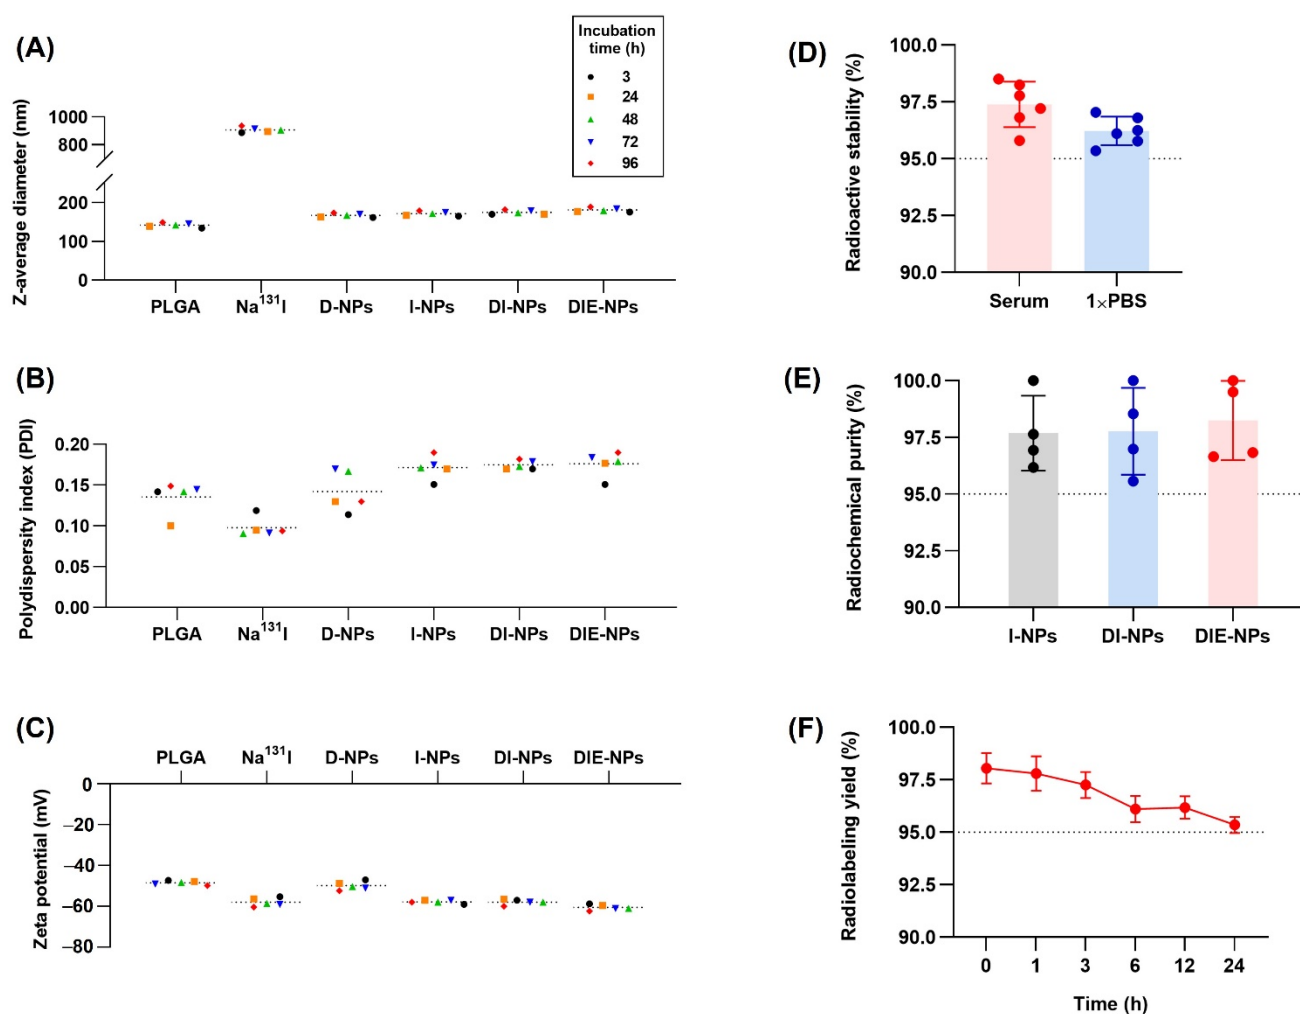 (A)
Incubation
time (h)
3
24
48
72
96
Z-average diameter (nm)
1000
800
200
100
0
PLGA Na¹³¹I D-NPs I-NPs DI-NPs DIE-NPs
(B)
Polydispersity index (PDI)
0.20
0.15
0.10
0.05
0.00
PLGA Na¹³¹I D-NPs I-NPs DI-NPs DIE-NPs
(C)
PLGA Na¹³¹I D-NPs I-NPs DI-NPs DIE-NPs
Zeta potential (mV)
0
–20
–40
–60
–80
(D)
Radioactive stability (%)
100.0
97.5
95.0
92.5
90.0
Serum 1×PBS
(E)
Radiochemical purity (%)
100.0
97.5
95.0
92.5
90.0
I-NPs DI-NPs DIE-NPs
(F)
Radiolabeling yield (%)
100.0
97.5
95.0
92.5
90.0
0 1 3 6 12 24
Time (h)